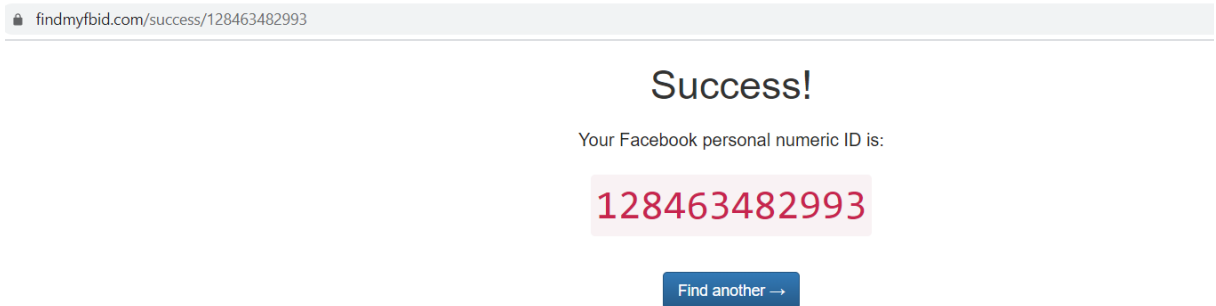 findmyfbid.com/success/128463482993
Success!
Your Facebook personal numeric ID is:
128463482993
Find another →